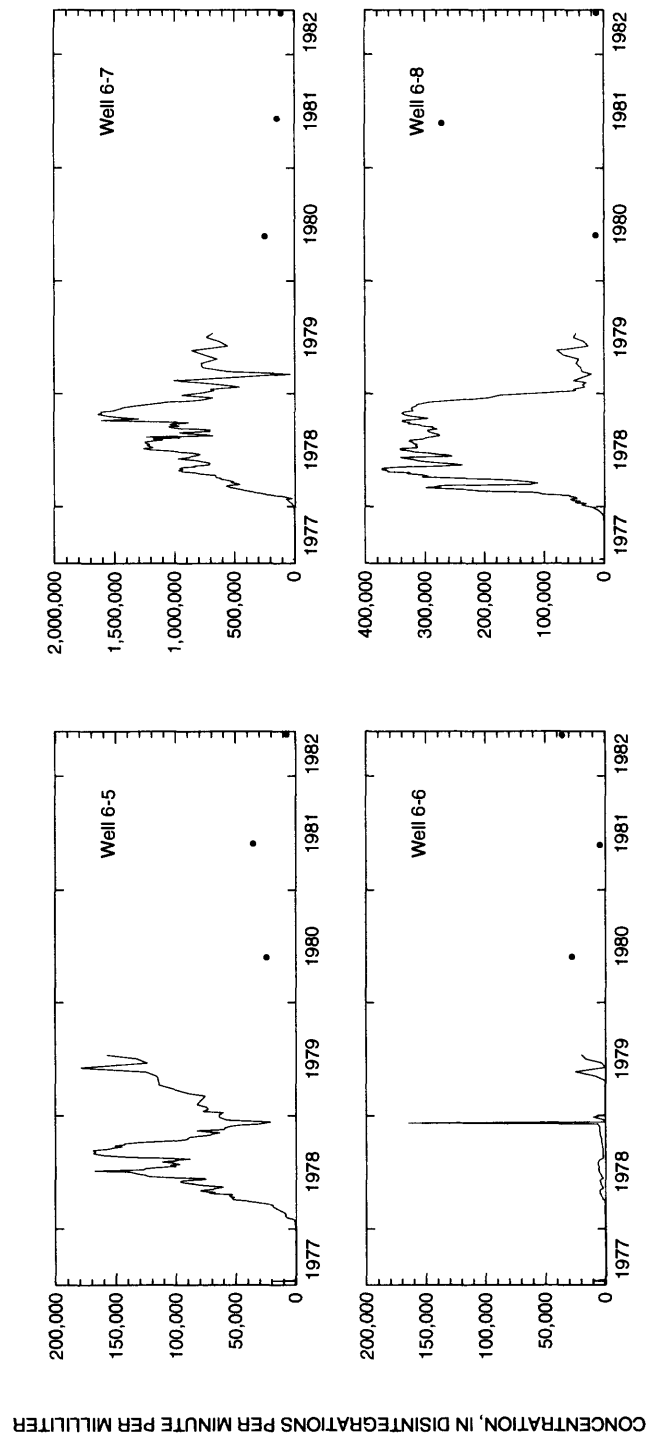 CONCENTRATION, IN DISINTEGRATIONS PER MINUTE PER MILLILITER
200,000
150,000
100,000
50,000
0
Well 6-5
1977 1978 1979 1980 1981 1982
2,000,000
1,500,000
1,000,000
500,000
0
Well 6-7
1977 1978 1979 1980 1981 1982
200,000
150,000
100,000
50,000
0
Well 6-6
1977 1978 1979 1980 1981 1982
400,000
300,000
200,000
100,000
0
Well 6-8
1977 1978 1979 1980 1981 1982